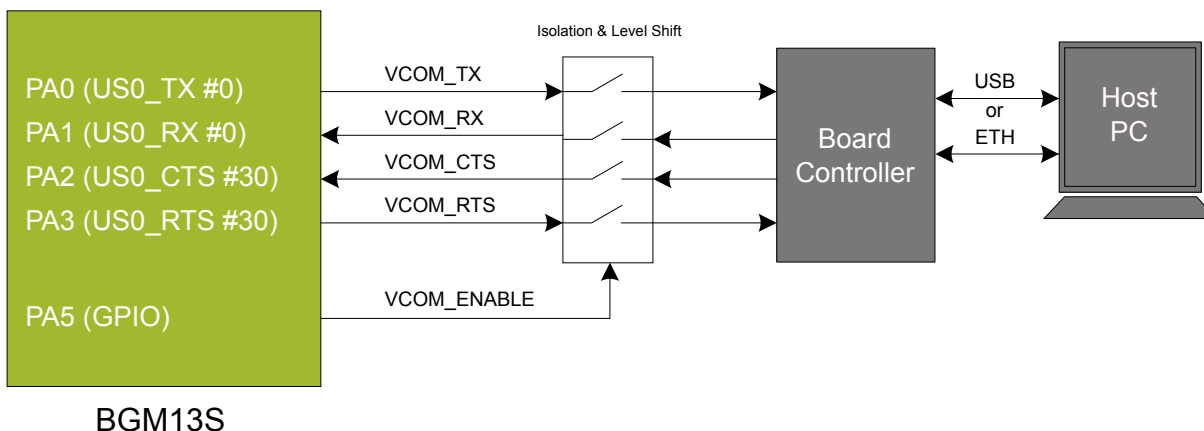 Isolation & Level Shift
PA0 (US0_TX #0)
VCOM_TX
PA1 (US0_RX #0)
VCOM_RX
PA2 (US0_CTS #30)
VCOM_CTS
PA3 (US0_RTS #30)
VCOM_RTS
PA5 (GPIO)
VCOM_ENABLE
Board
Controller
USB
or
ETH
Host
PC
BGM13S